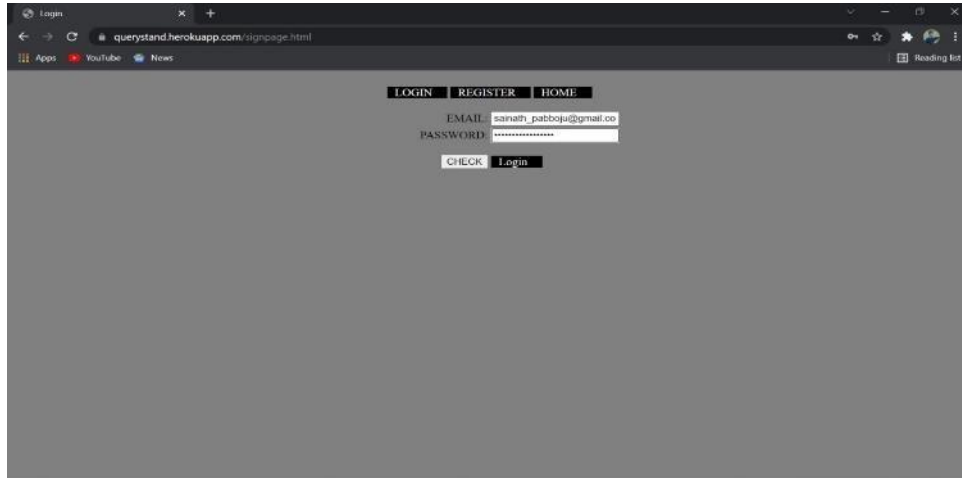 Login
querystand.herokuapp.com/signpage.html
Apps YouTube News Reading list
LOGIN REGISTER HOME
EMAIL: sainath_pabboju@gmail.co
PASSWORD: ••••••••••••••••
CHECK Login